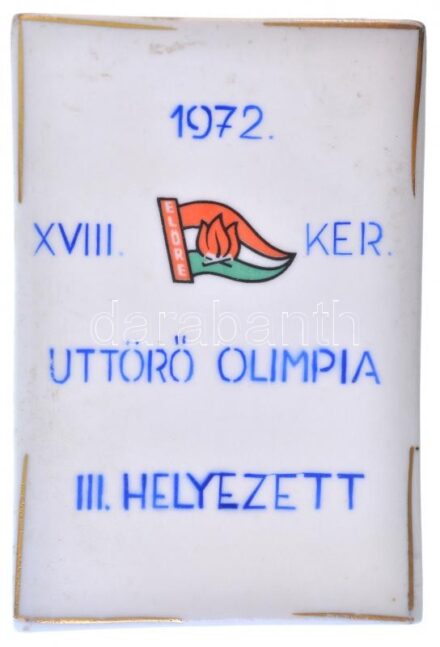 1972.
XVIII. ELŐRE KER.
darabanth
UTTÖRŐ OLIMPIA
III. HELYEZETT